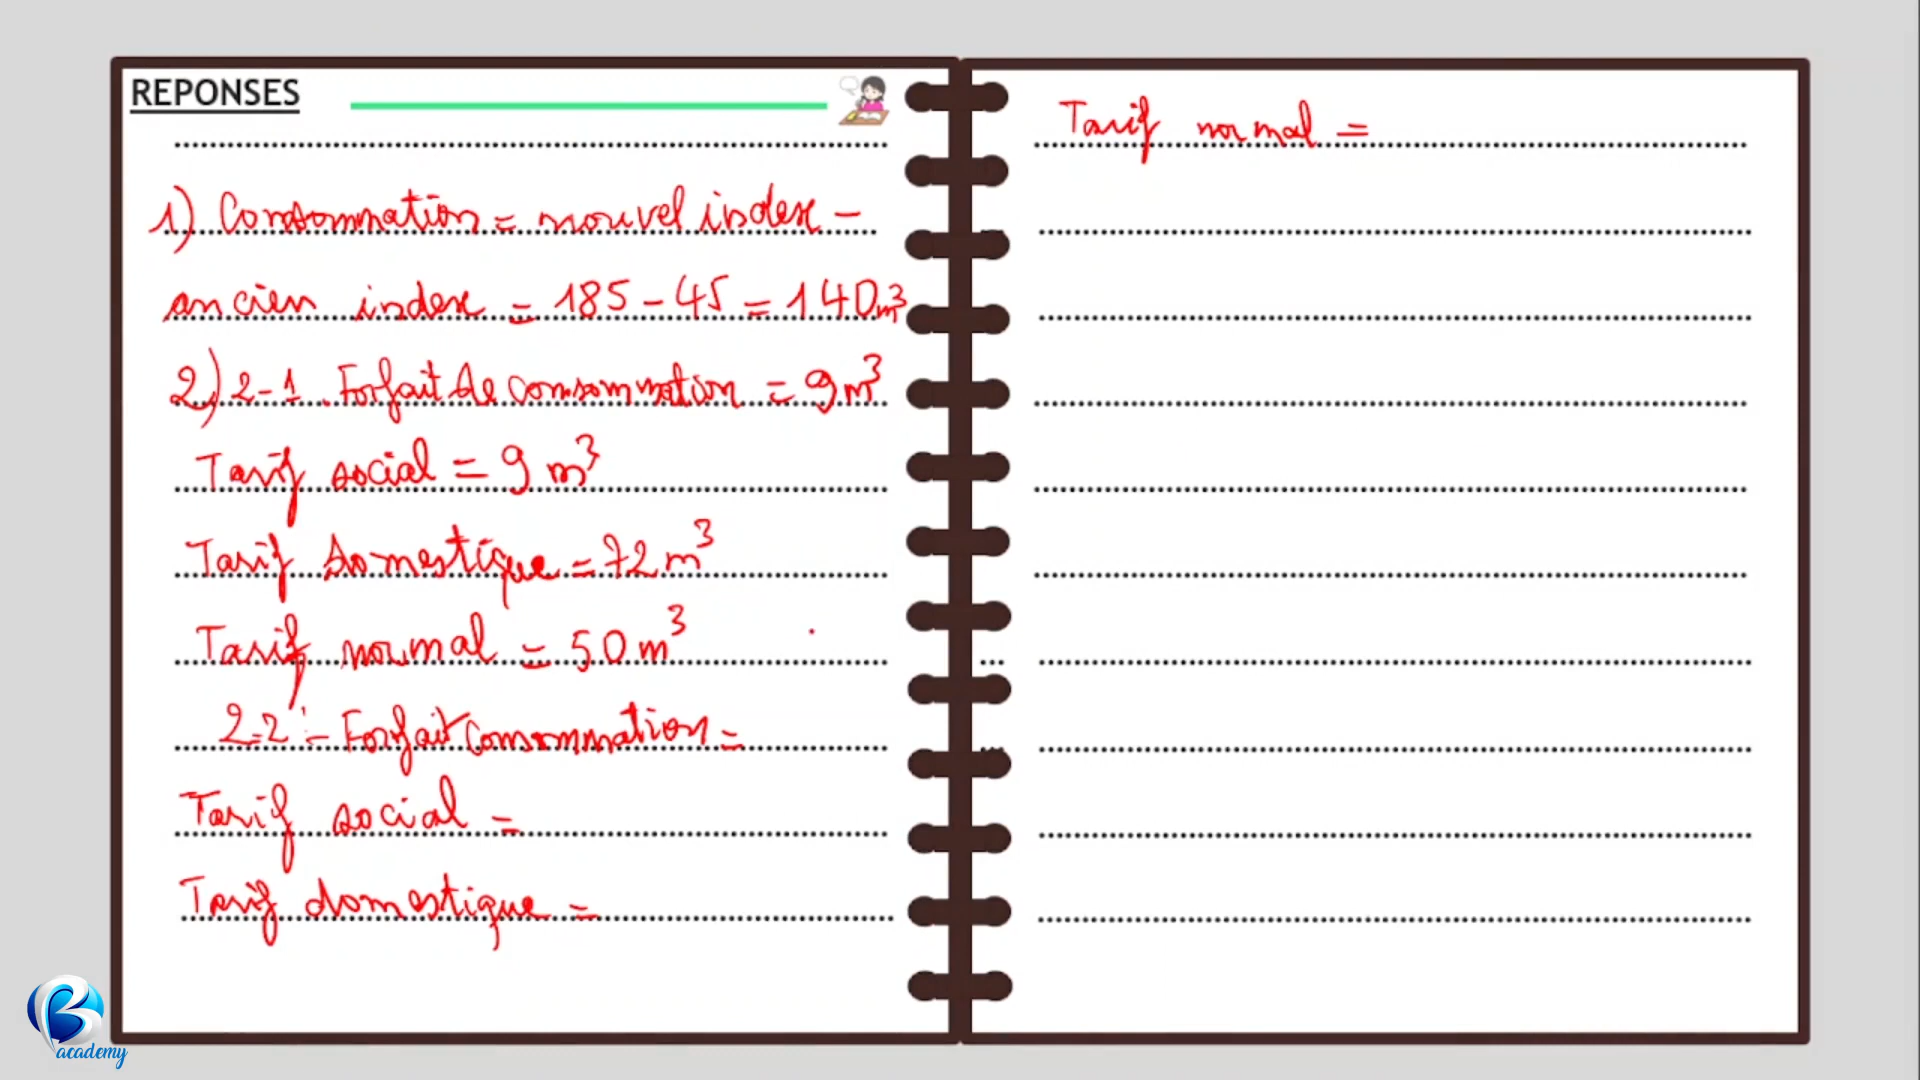 REPONSES
1) Consommation = nouvel index -
ancien index = 185 - 45 = 140 m³
2) 2-1. Forfait de consommation = 9 m³
Tarif social = 9 m³
Tarif domestique = 72 m³
Tarif normal = 50 m³
2-2 : - Forfait Consommation =
Tarif social =
Tarif domestique =
Tarif normal =
B academy